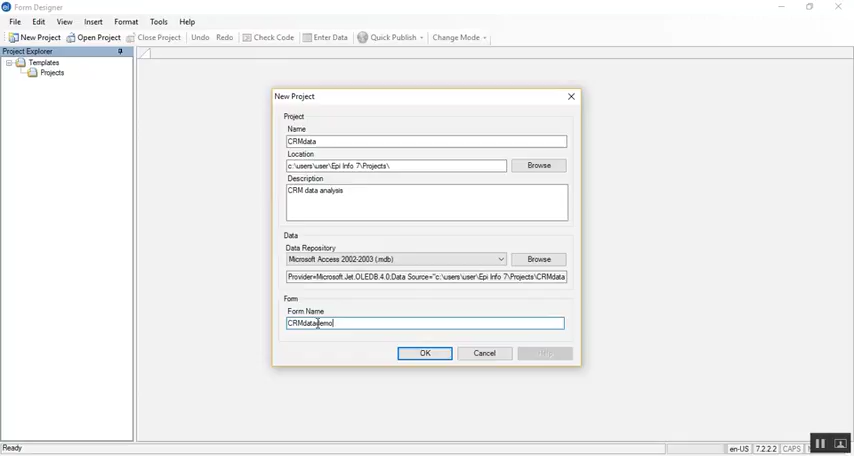 Form Designer
File Edit View Insert Format Tools Help
New Project Open Project Close Project Undo Redo Check Code Enter Data Quick Publish Change Mode
Project Explorer
Templates
Projects
New Project
Project
Name
CRMdata
Location
c:\users\user\Epi Info 7\Projects\
Browse
Description
CRM data analysis
Data
Data Repository
Microsoft Access 2002-2003 (.mdb)
Browse
Provider=Microsoft.Jet.OLEDB.4.0;Data Source="c:\users\user\Epi Info 7\Projects\CRMdata
Form
Form Name
CRMdatademo
OK Cancel Help
Ready
en-US 7.2.2.2 CAPS